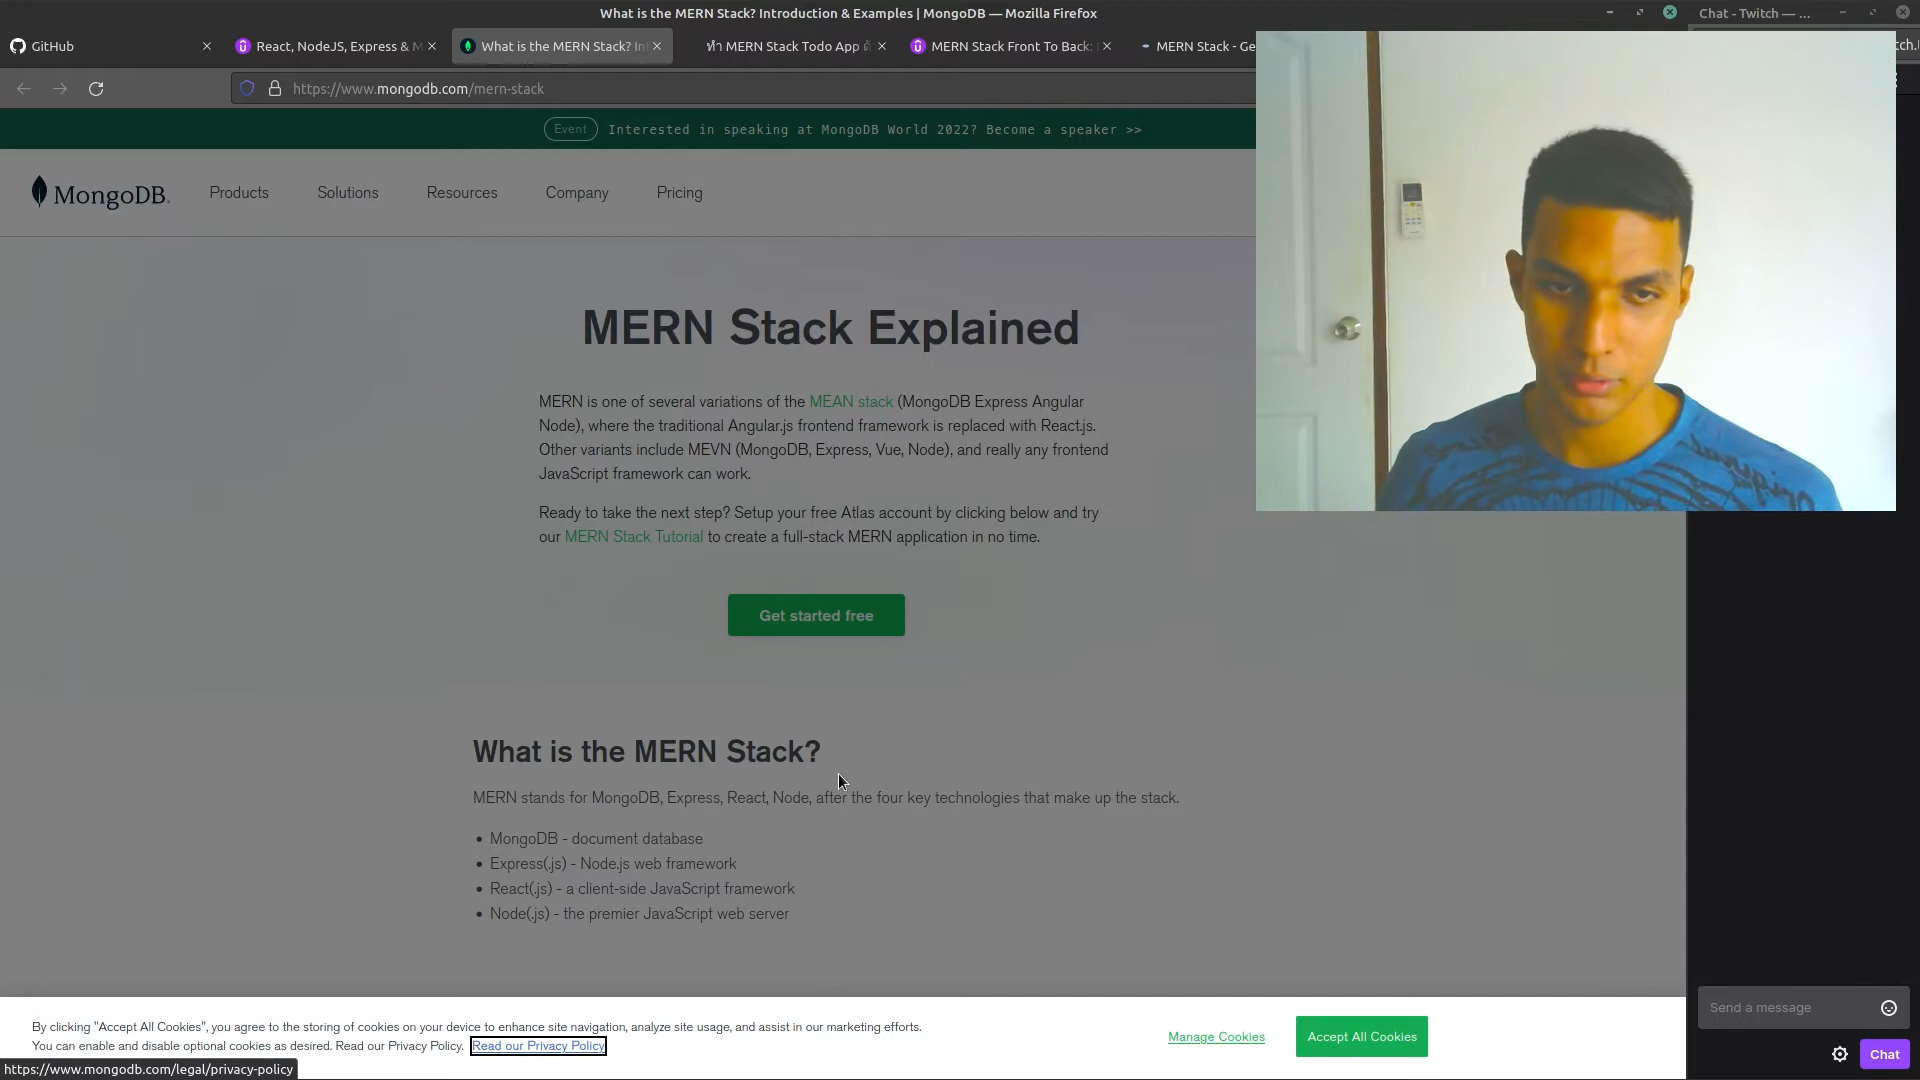 What is the MERN Stack? Introduction & Examples | MongoDB — Mozilla Firefox
Chat - Twitch — ...
GitHub
React, NodeJS, Express & M
What is the MERN Stack? In
ทำ MERN Stack Todo App ด้
MERN Stack Front To Back:
MERN Stack - Ge
tch.
https://www.mongodb.com/mern-stack
Event
Interested in speaking at MongoDB World 2022? Become a speaker >>
MongoDB.
Products
Solutions
Resources
Company
Pricing
MERN Stack Explained
MERN is one of several variations of the MEAN stack (MongoDB Express Angular
Node), where the traditional Angular.js frontend framework is replaced with React.js.
Other variants include MEVN (MongoDB, Express, Vue, Node), and really any frontend
JavaScript framework can work.
Ready to take the next step? Setup your free Atlas account by clicking below and try
our MERN Stack Tutorial to create a full-stack MERN application in no time.
Get started free
What is the MERN Stack?
MERN stands for MongoDB, Express, React, Node, after the four key technologies that make up the stack.
• MongoDB - document database
• Express(.js) - Node.js web framework
• React(.js) - a client-side JavaScript framework
• Node(.js) - the premier JavaScript web server
By clicking "Accept All Cookies", you agree to the storing of cookies on your device to enhance site navigation, analyze site usage, and assist in our marketing efforts.
You can enable and disable optional cookies as desired. Read our Privacy Policy. Read our Privacy Policy
Manage Cookies
Accept All Cookies
https://www.mongodb.com/legal/privacy-policy
Send a message
Chat